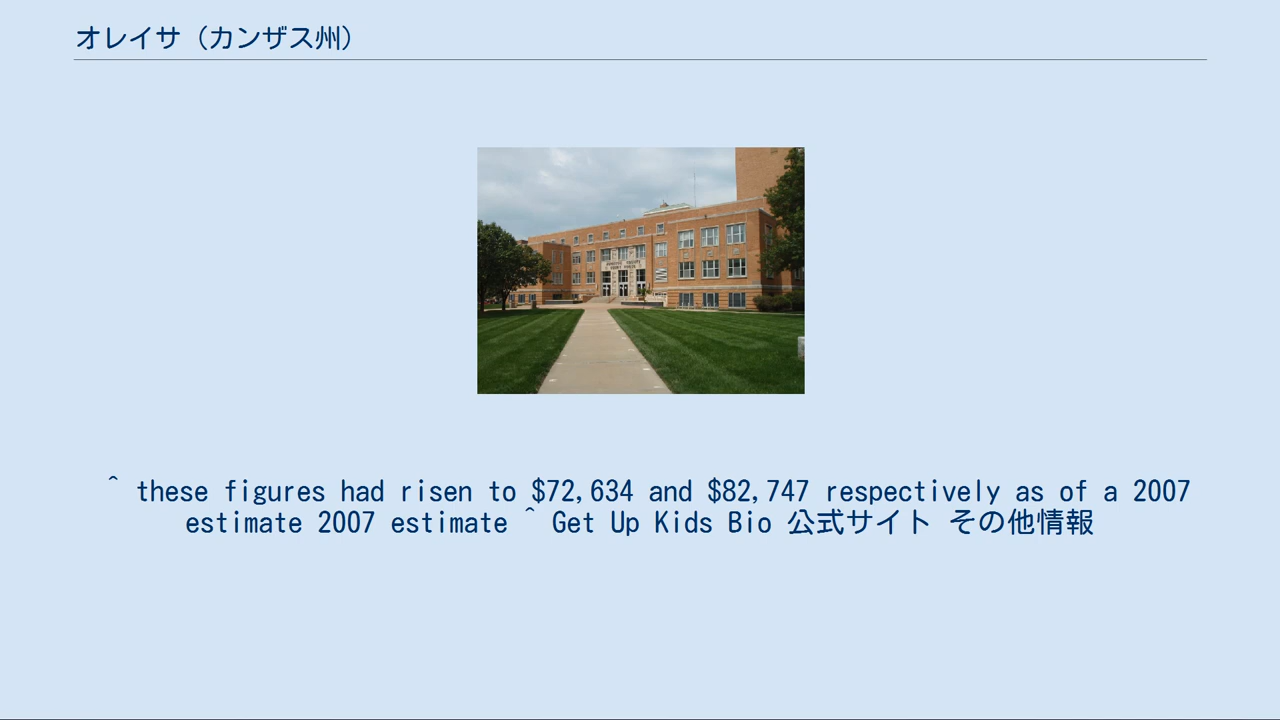 オレイサ（カンザス州）
^ these figures had risen to $72,634 and $82,747 respectively as of a 2007
estimate 2007 estimate ^ Get Up Kids Bio 公式サイト その他情報